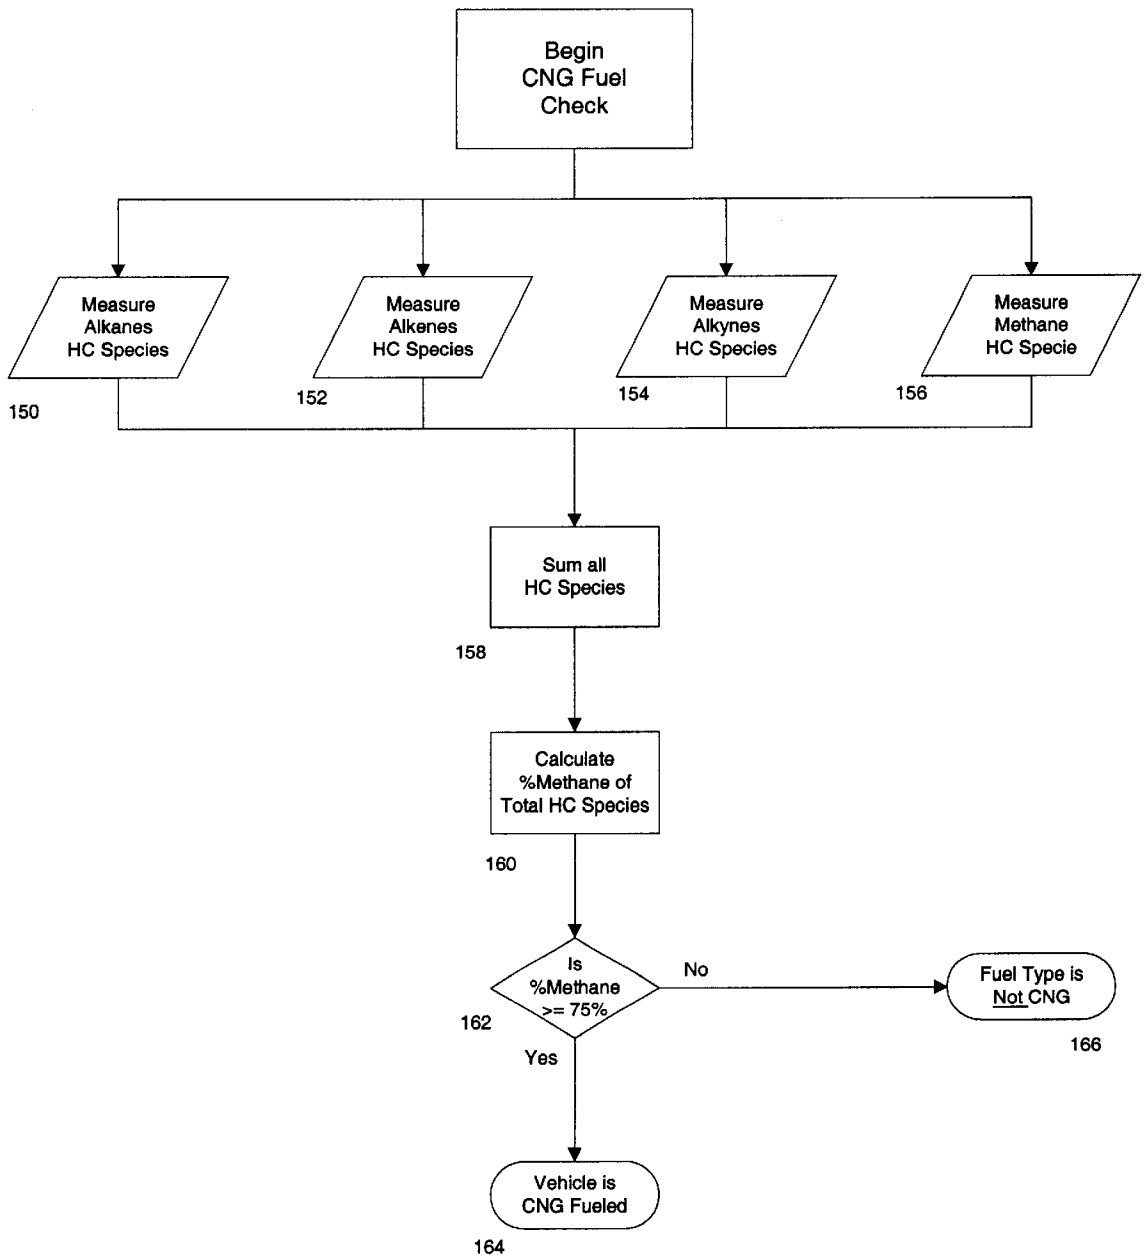 Begin
CNG Fuel
Check
Measure
Alkanes
HC Species
150
Measure
Alkenes
HC Species
152
Measure
Alkynes
HC Species
154
Measure
Methane
HC Specie
156
Sum all
HC Species
158
Calculate
%Methane of
Total HC Species
160
Is
%Methane
>= 75%
162
No
Fuel Type is
Not CNG
166
Yes
Vehicle is
CNG Fueled
164